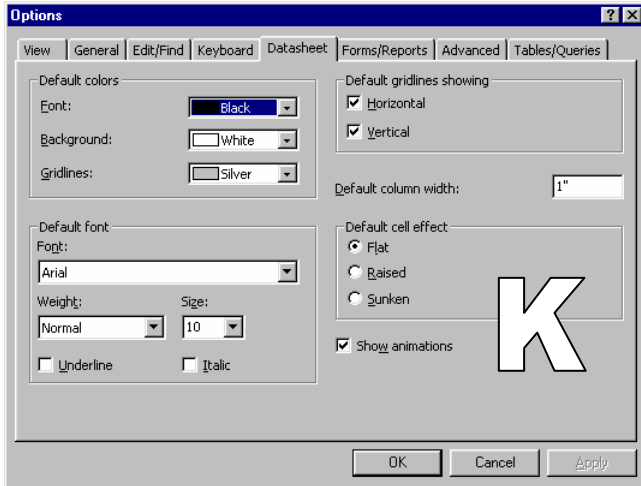 Options
View General Edit/Find Keyboard Datasheet Forms/Reports Advanced Tables/Queries
Default colors
Font: Black
Background: White
Gridlines: Silver
Default gridlines showing
Horizontal
Vertical
Default column width: 1"
Default font
Font:
Arial
Weight: Size:
Normal 10
Underline Italic
Default cell effect
Flat
Raised
Sunken
Show animations
K
OK Cancel Apply